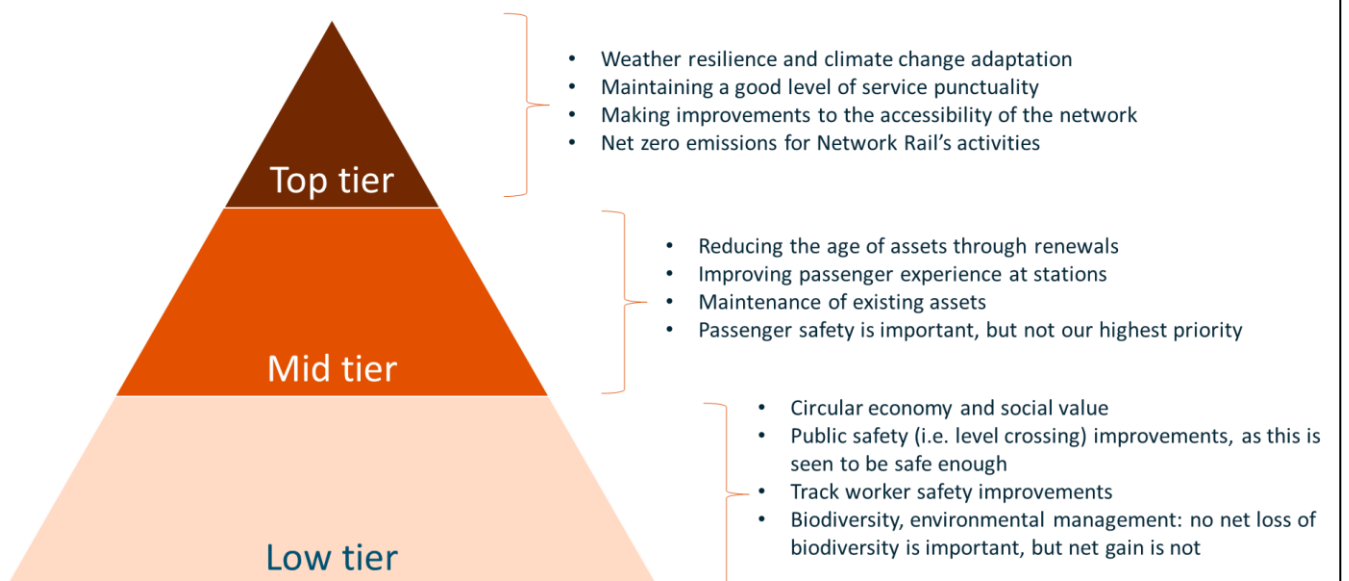 • Weather resilience and climate change adaptation
• Maintaining a good level of service punctuality
• Making improvements to the accessibility of the network
• Net zero emissions for Network Rail’s activities
Top tier
• Reducing the age of assets through renewals
• Improving passenger experience at stations
• Maintenance of existing assets
• Passenger safety is important, but not our highest priority
Mid tier
• Circular economy and social value
• Public safety (i.e. level crossing) improvements, as this is
seen to be safe enough
• Track worker safety improvements
• Biodiversity, environmental management: no net loss of
biodiversity is important, but net gain is not
Low tier